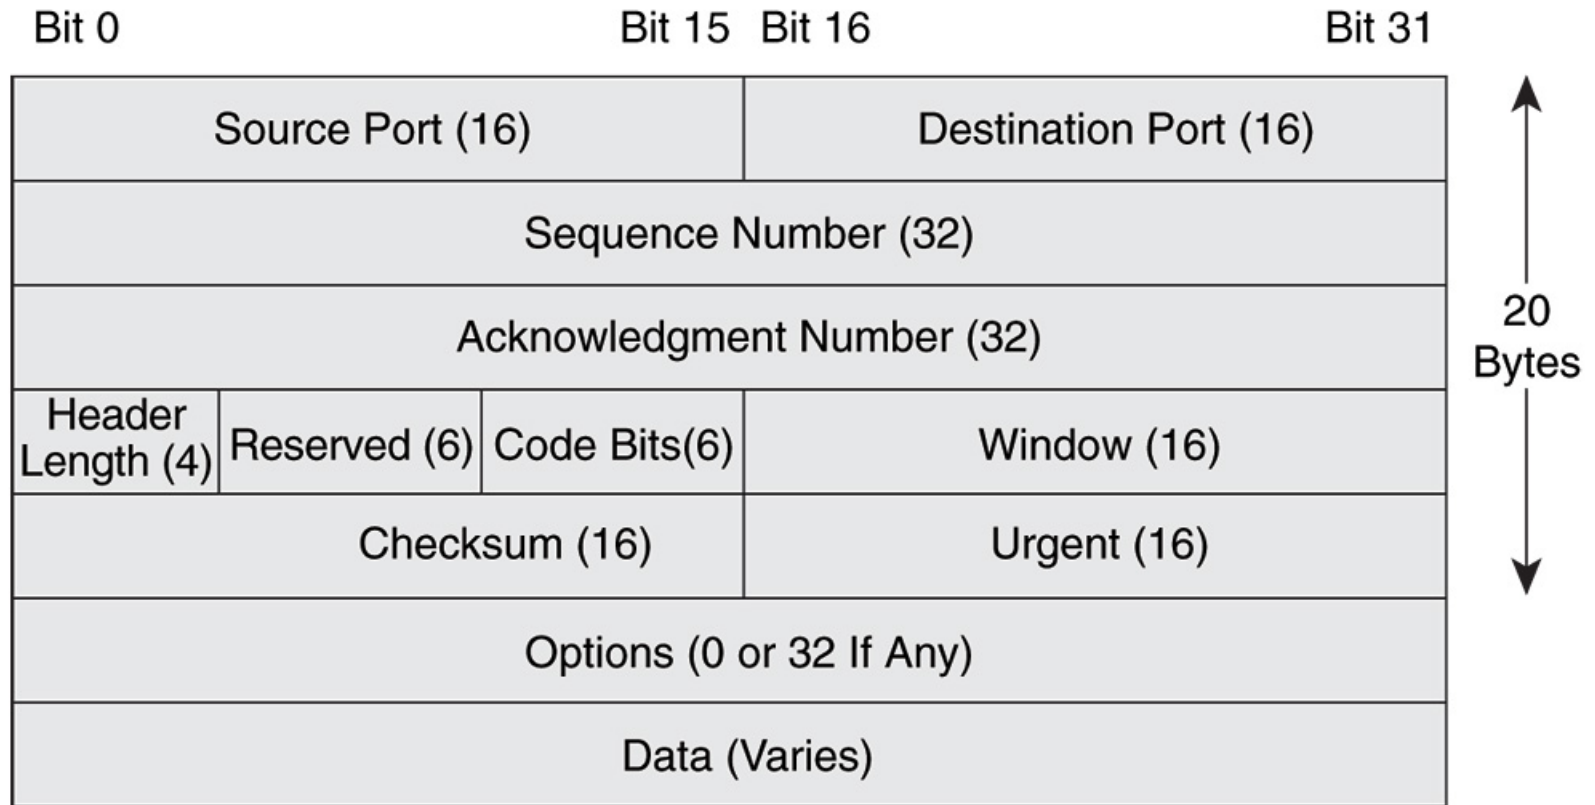 Bit 0 Bit 15 Bit 16 Bit 31
Source Port (16) Destination Port (16)
Sequence Number (32)
Acknowledgment Number (32)
20
Bytes
Header
Length (4) Reserved (6) Code Bits(6) Window (16)
Checksum (16) Urgent (16)
Options (0 or 32 If Any)
Data (Varies)